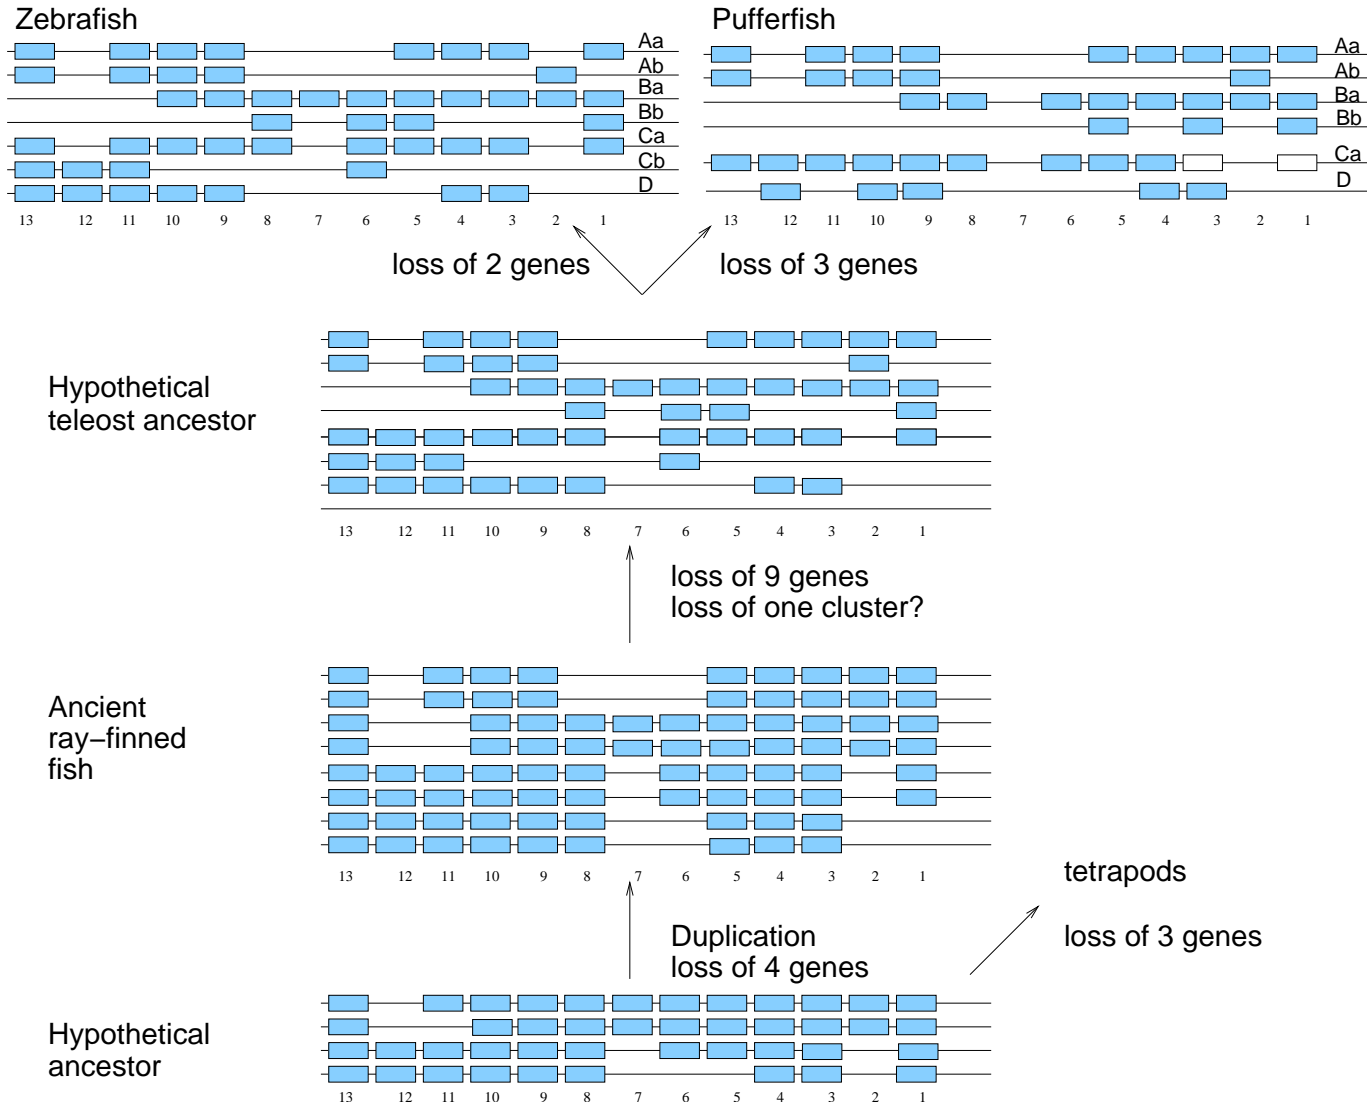 Zebrafish
Aa
Ab
Ba
Bb
Ca
Cb
D
13 12 11 10 9 8 7 6 5 4 3 2 1
Pufferfish
Aa
Ab
Ba
Bb
Ca
D
13 12 11 10 9 8 7 6 5 4 3 2 1
loss of 2 genes
loss of 3 genes
Hypothetical
teleost ancestor
13 12 11 10 9 8 7 6 5 4 3 2 1
loss of 9 genes
loss of one cluster?
Ancient
ray−finned
fish
13 12 11 10 9 8 7 6 5 4 3 2 1
tetrapods
loss of 3 genes
Duplication
loss of 4 genes
Hypothetical
ancestor
13 12 11 10 9 8 7 6 5 4 3 2 1